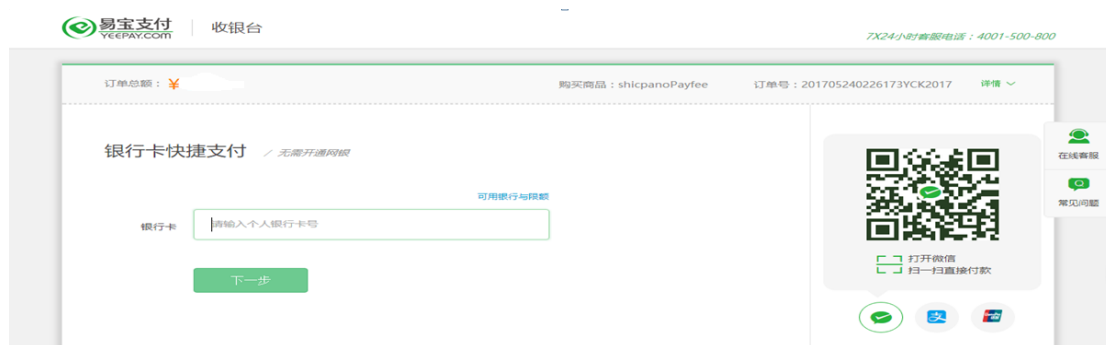 易宝支付
YEEPAY.COM
收银台
7X24小时客服电话：4001-500-800
订单总额：¥
购买商品：shicpanoPayfee
订单号：201705240226173YCK2017
详情
银行卡快捷支付 / 无需开通网银
可用银行与限额
银行卡
请输入个人银行卡号
下一步
打开微信
扫一扫直接付款
支
在线客服
常见问题